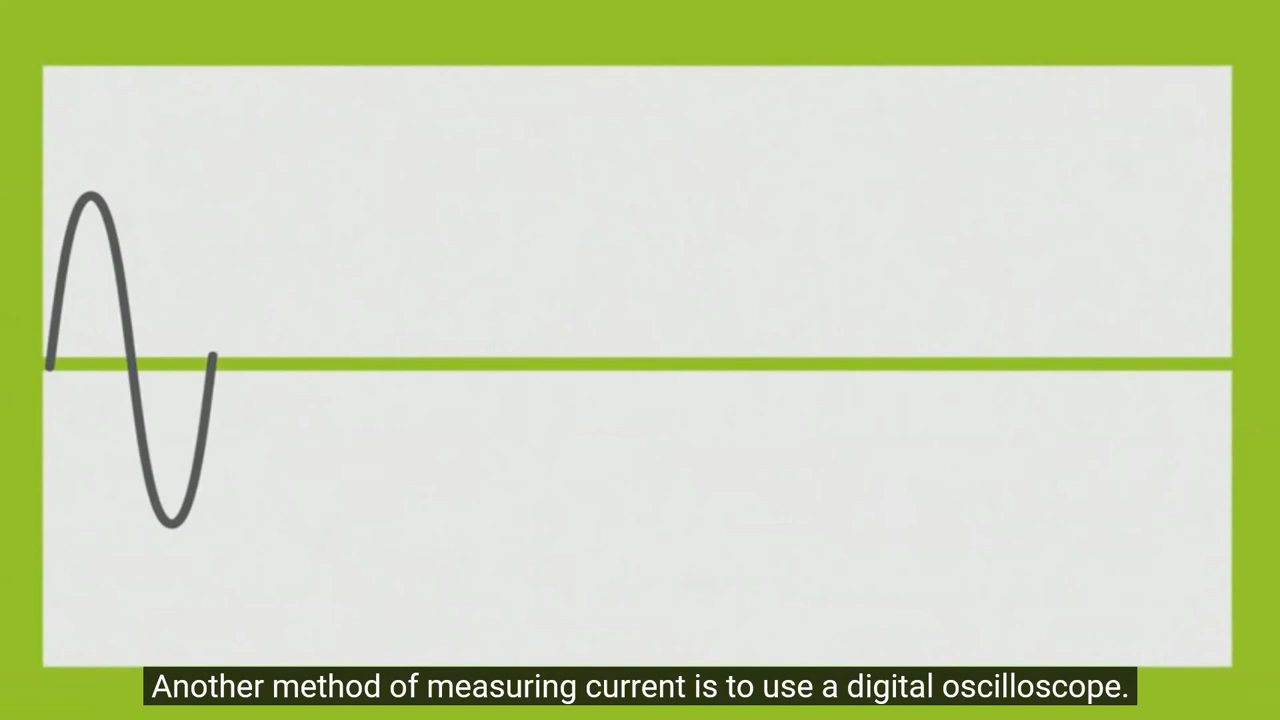 Another method of measuring current is to use a digital oscilloscope.